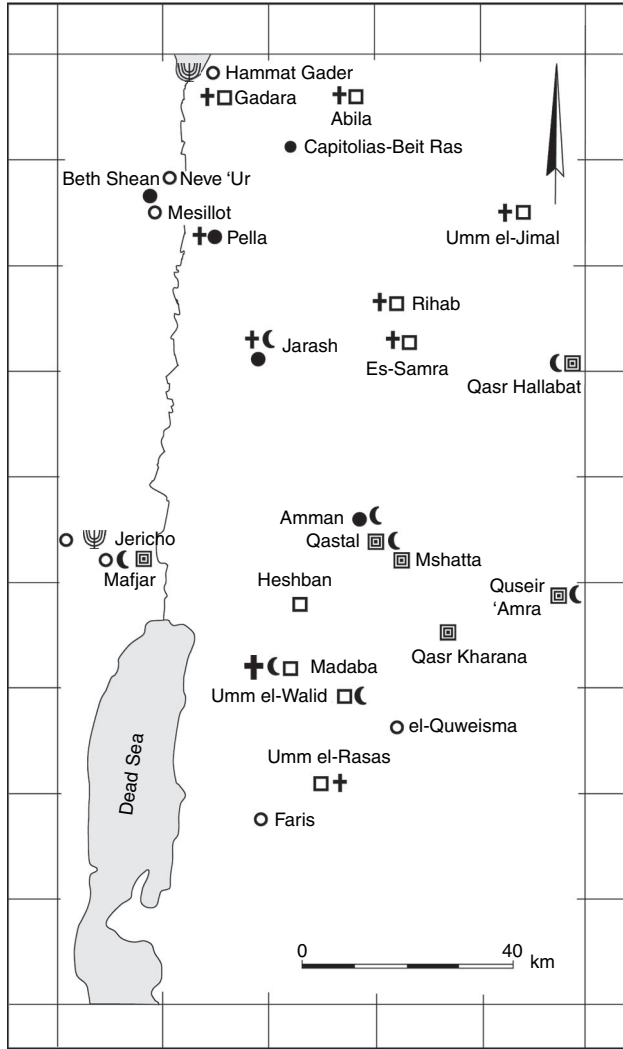 Hammat Gader
Gadara
Abila
Capitolias-Beit Ras
Beth Shean
Neve ‘Ur
Mesillot
Pella
Umm el-Jimal
Rihab
Jarash
Es-Samra
Qasr Hallabat
Amman
Jericho
Qastal
Mshatta
Mafjar
Heshban
Quseir
‘Amra
Qasr Kharana
Madaba
Umm el-Walid
el-Quweisma
Dead Sea
Umm el-Rasas
Faris
0 40
km